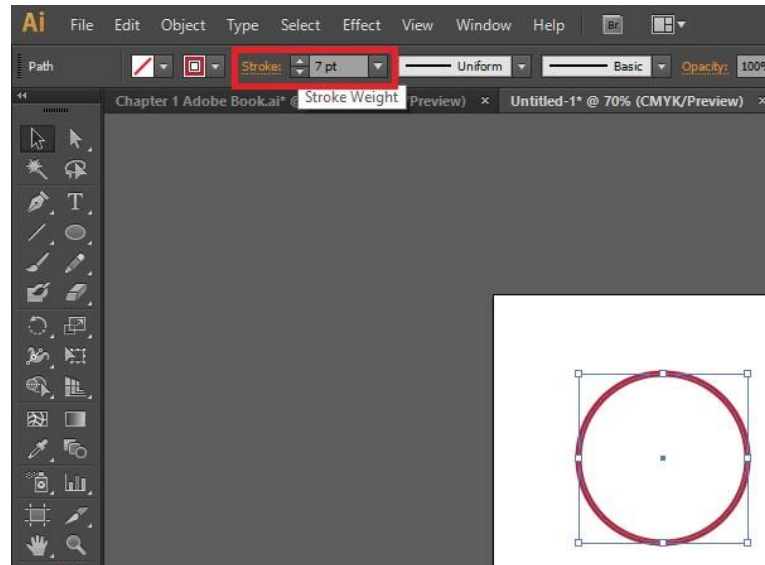 Ai File Edit Object Type Select Effect View Window Help Br
Path Stroke: 7 pt Uniform Basic Opacity: 100%
Chapter 1 Adobe Book.ai* @ /Preview) × Untitled-1* @ 70% (CMYK/Preview) ×
Stroke Weight
T